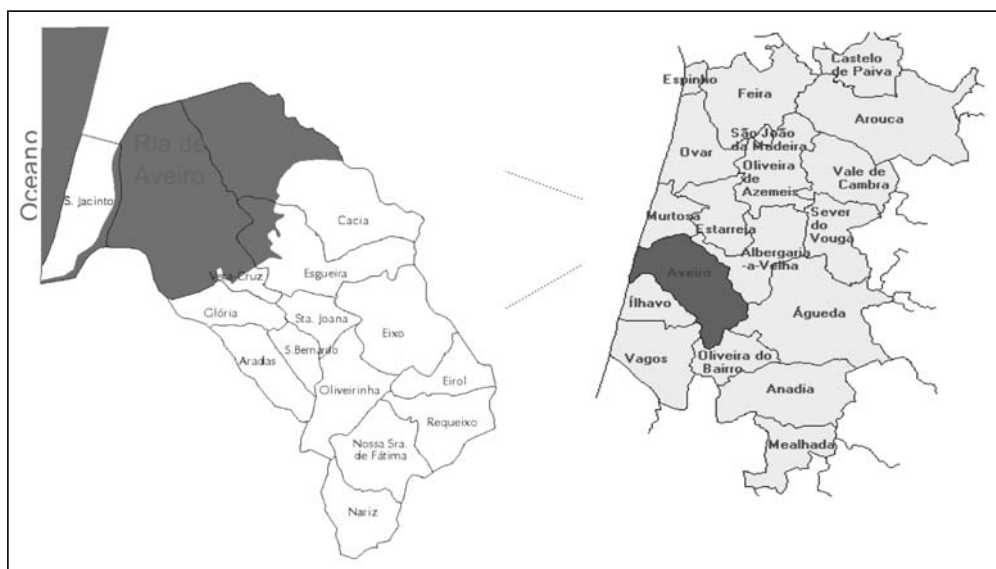 Oceano
Ria de
Aveiro
S. Jacinto
Cacia
Vera-Cruz
Esgueira
Glória
Sta. Joana
Eixo
S.Bernardo
Aradas
Oliveirinha
Eirol
Requeixo
Nossa Sra.
de Fátima
Nariz
Castelo
de Paiva
Espinho
Feira
Arouca
São João
da Madeira
Ovar
Oliveira
de
Azemeis
Vale de
Cambra
Murtosa
Estarreja
Sever
do
Vouga
Albergaria
-a-Velha
Aveiro
Ílhavo
Águeda
Vagos
Oliveira do
Bairro
Anadia
Mealhada